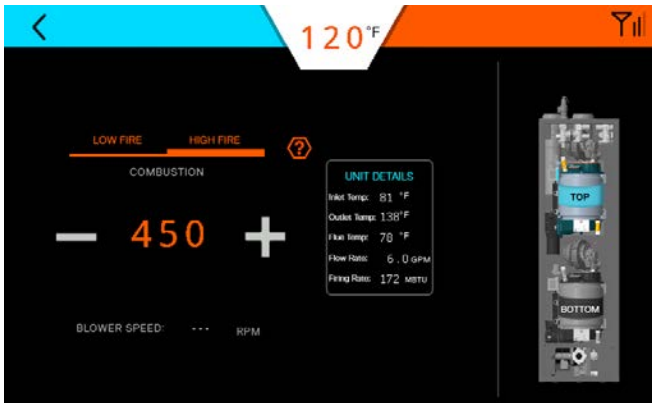 120°F
LOW FIRE HIGH FIRE
?
COMBUSTION
450
BLOWER SPEED: --- RPM
UNIT DETAILS
Inlet Temp: 81 °F
Outlet Temp: 138°F
Flue Temp: 70 °F
Flow Rate: 6.0 GPM
Firing Rate: 172 MBTU
TOP
BOTTOM